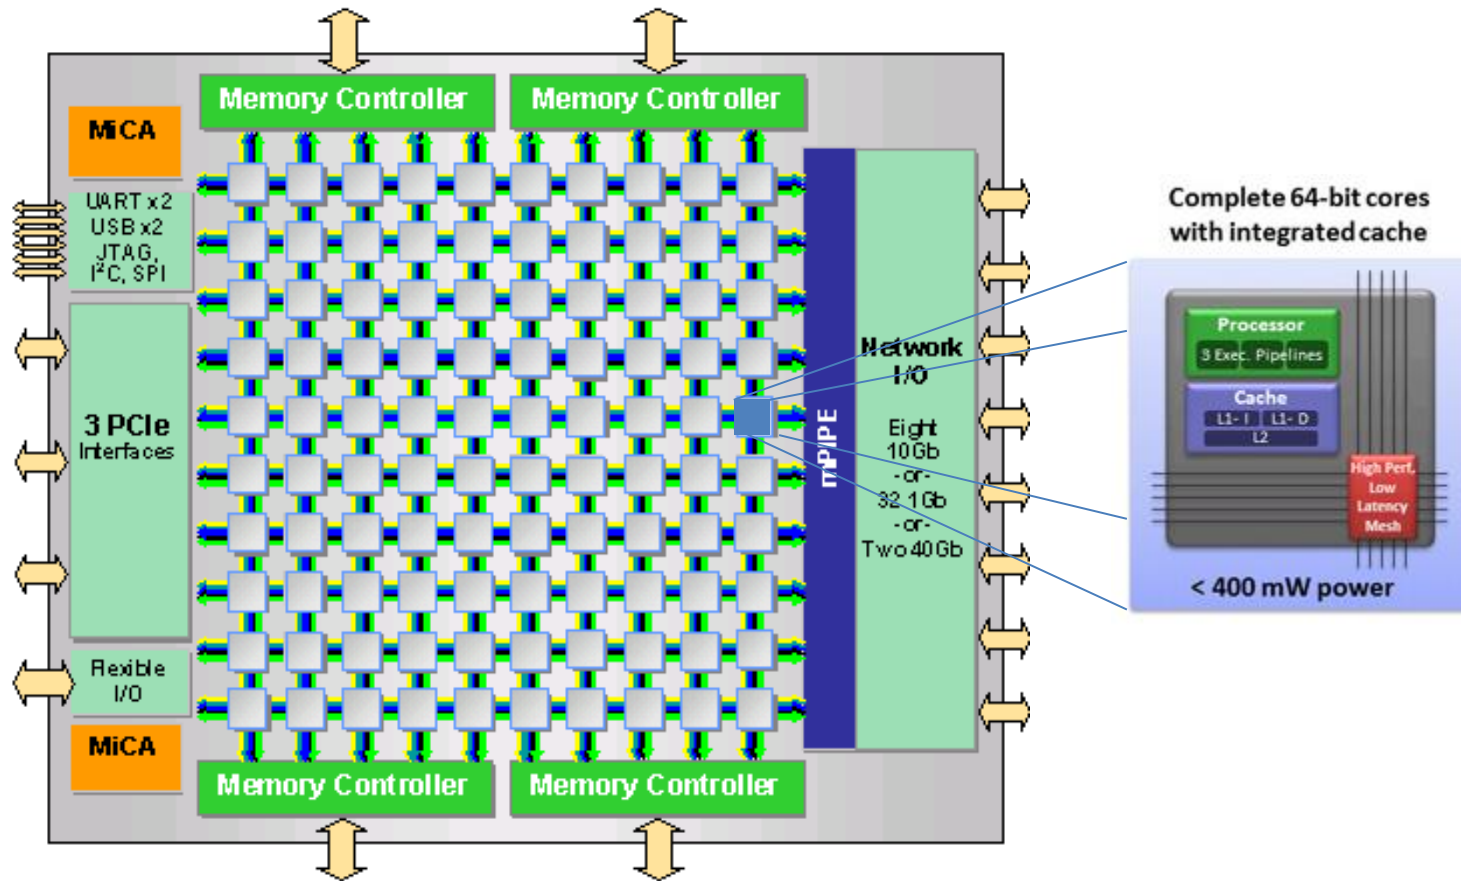 Memory Controller
Memory Controller
MiCA
UART x2
USB x2
JTAG,
I²C, SPI
3 PCIe
Interfaces
Flexible
I/O
MiCA
Memory Controller
Memory Controller
mPIPE
Network
I/O
Eight
10Gb
-or-
32 1Gb
-or-
Two 40Gb
Complete 64-bit cores
with integrated cache
Processor
3 Exec. Pipelines
Cache
L1- I L1- D
L2
High Perf.
Low
Latency
Mesh
< 400 mW power